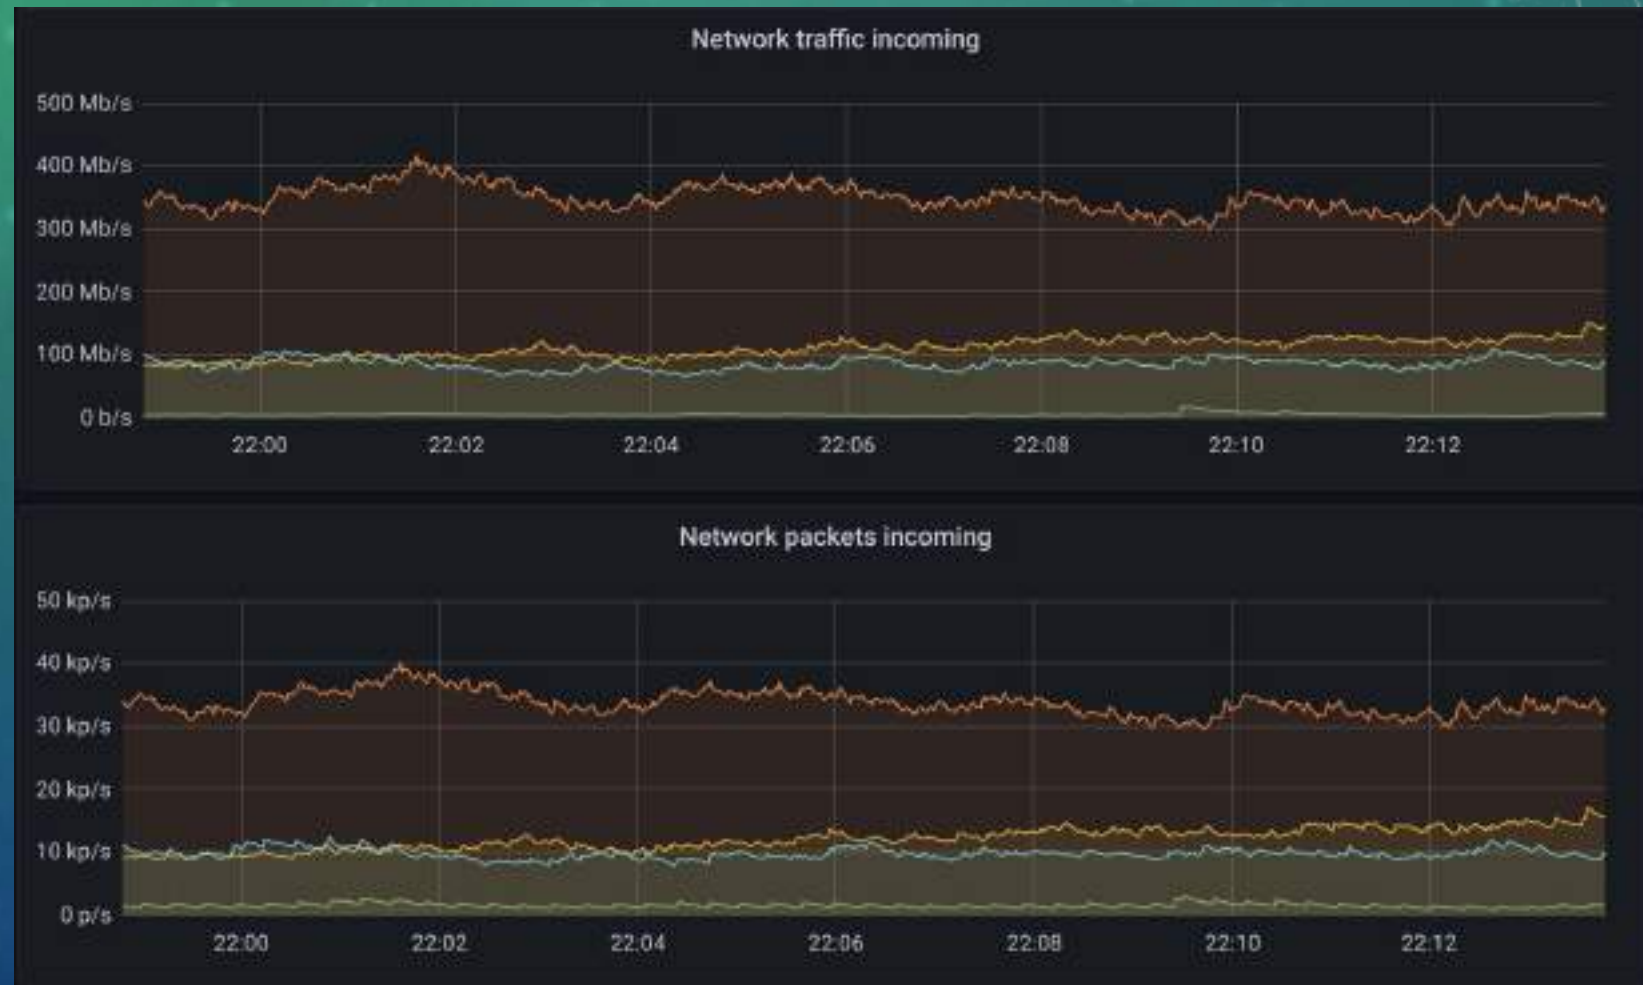 Network traffic incoming
500 Mb/s
400 Mb/s
300 Mb/s
200 Mb/s
100 Mb/s
0 b/s
22:00 22:02 22:04 22:06 22:08 22:10 22:12
Network packets incoming
50 kp/s
40 kp/s
30 kp/s
20 kp/s
10 kp/s
0 p/s
22:00 22:02 22:04 22:06 22:08 22:10 22:12